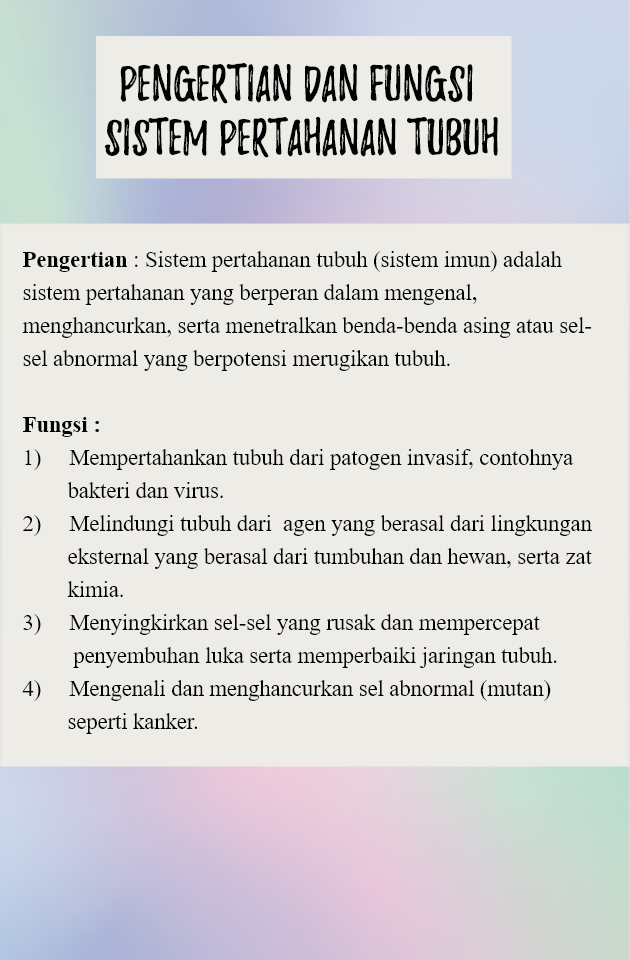 PENGERTIAN DAN FUNGSI
SISTEM PERTAHANAN TUBUH
Pengertian : Sistem pertahanan tubuh (sistem imun) adalah
sistem pertahanan yang berperan dalam mengenal,
menghancurkan, serta menetralkan benda-benda asing atau sel-
sel abnormal yang berpotensi merugikan tubuh.
Fungsi :
1) Mempertahankan tubuh dari patogen invasif, contohnya
bakteri dan virus.
2) Melindungi tubuh dari agen yang berasal dari lingkungan
eksternal yang berasal dari tumbuhan dan hewan, serta zat
kimia.
3) Menyingkirkan sel-sel yang rusak dan mempercepat
penyembuhan luka serta memperbaiki jaringan tubuh.
4) Mengenali dan menghancurkan sel abnormal (mutan)
seperti kanker.